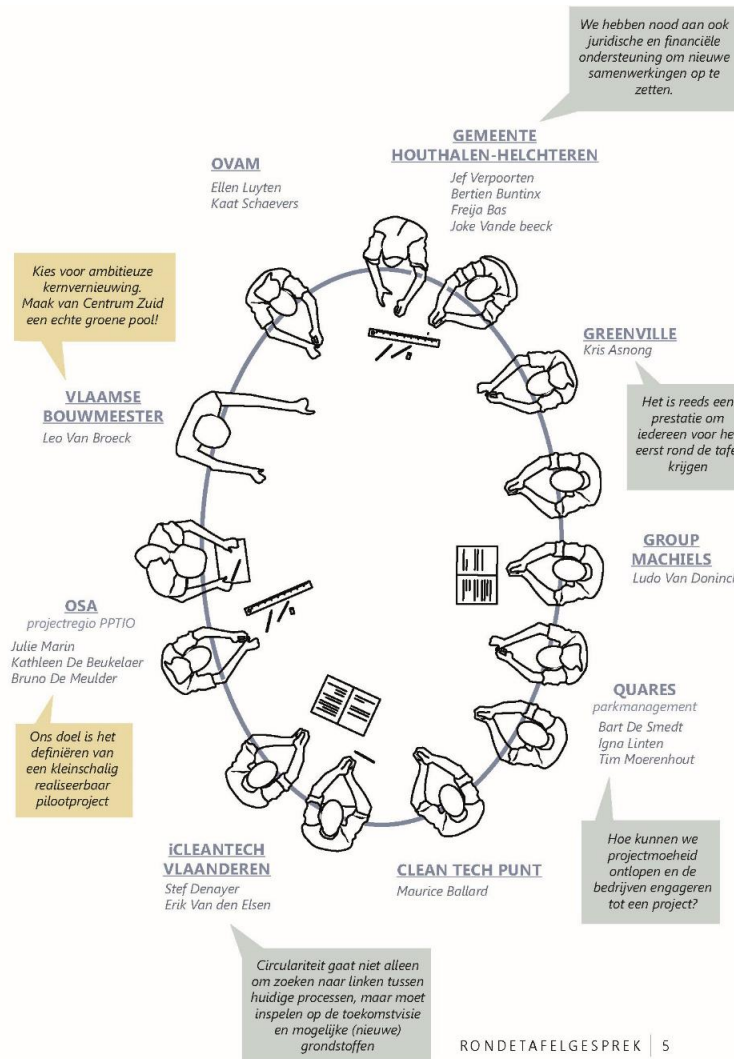 We hebben nood aan ook
juridische en financiële
ondersteuning om nieuwe
samenwerkingen op te
zetten.
GEMEENTE
HOUTHALEN-HELCHTEREN
Jef Verpoorten
Bertien Buntinx
Freija Bas
Joke Vande beeck
OVAM
Ellen Luyten
Kaat Schaevers
Kies voor ambitieuze
kernvernieuwing.
Maak van Centrum Zuid
een echte groene pool!
GREENVILLE
Kris Asnong
VLAAMSE
BOUWMEESTER
Leo Van Broeck
Het is reeds een
prestatie om
iedereen voor he
eerst rond de tafe
krijgen
GROUP
MACHIELS
Ludo Van Doninc
OSA
projectregio PPTIO
Julie Marin
Kathleen De Beukelaer
Bruno De Meulder
QUARES
parkmanagement
Bart De Smedt
Igna Linten
Tim Moerenhout
Ons doel is het
definiëren van
een kleinschalig
realiseerbaar
pilootproject
Hoe kunnen we
projectmoeheid
ontlopen en de
bedrijven engageren
tot een project?
iCLEANTECH
VLAANDEREN
Stef Denayer
Erik Van den Elsen
CLEAN TECH PUNT
Maurice Ballard
Circulariteit gaat niet alleen
om zoeken naar linken tussen
huidige processen, maar moet
inspelen op de toekomstvisie
en mogelijke (nieuwe)
grondstoffen
RONDETAFELGESPREK | 5